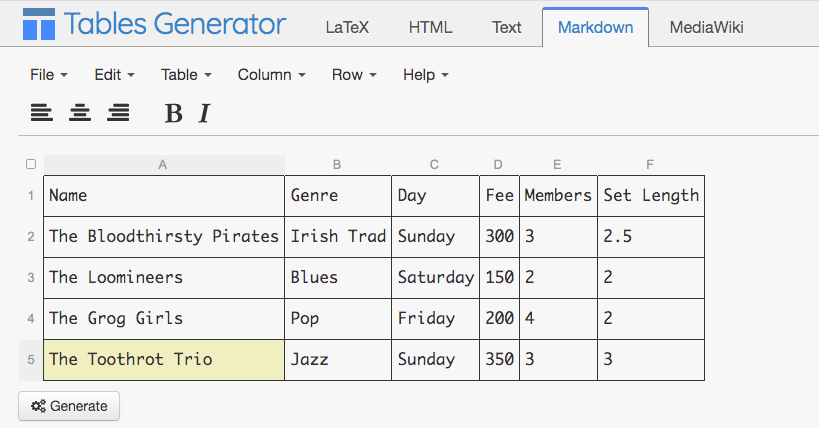 Tables Generator LaTeX HTML Text Markdown MediaWiki
File Edit Table Column Row Help
B I
A B C D E F
1 Name Genre Day Fee Members Set Length
2 The Bloodthirsty Pirates Irish Trad Sunday 300 3 2.5
3 The Loomineers Blues Saturday 150 2 2
4 The Grog Girls Pop Friday 200 4 2
5 The Toothrot Trio Jazz Sunday 350 3 3
Generate